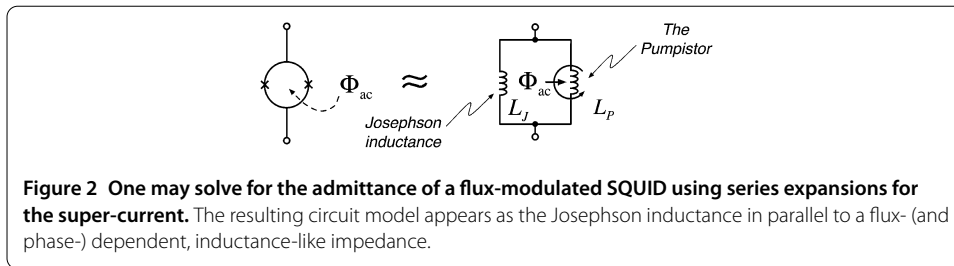 The
Pumpistor
Φac ≈ Φac
LJ LP
Josephson
inductance
Figure 2 One may solve for the admittance of a flux-modulated SQUID using series expansions for
the super-current. The resulting circuit model appears as the Josephson inductance in parallel to a flux- (and
phase-) dependent, inductance-like impedance.